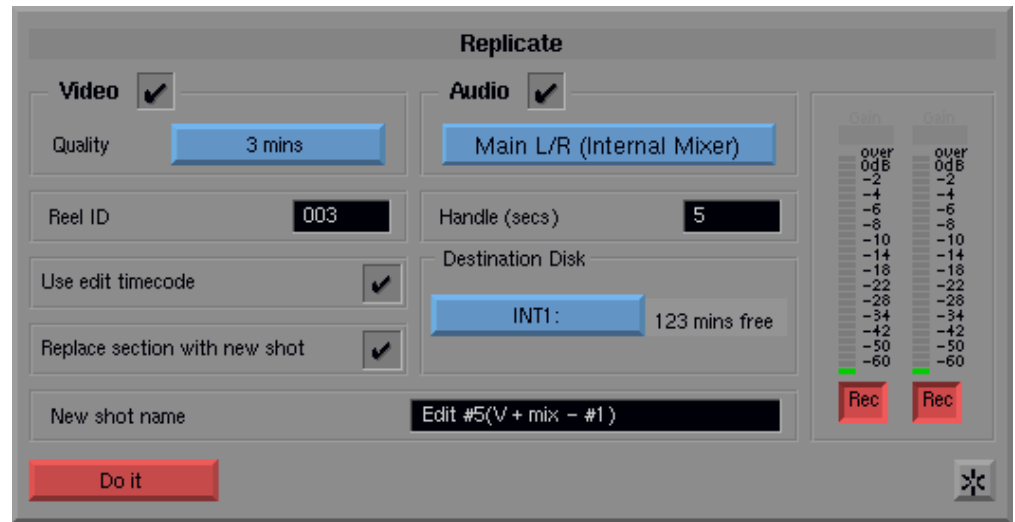 Replicate
Video
Quality
3 mins
Audio
Main L/R (Internal Mixer)
Reel ID
003
Handle (secs)
5
Use edit timecode
Destination Disk
INT1:
123 mins free
Replace section with new shot
New shot name
Edit #5(V + mix - #1)
Gain
Gain
over
over
0dB
0dB
-2
-2
-4
-4
-6
-6
-8
-8
-10
-10
-14
-14
-18
-18
-22
-22
-28
-28
-34
-34
-42
-42
-50
-50
-60
-60
Rec
Rec
Do it